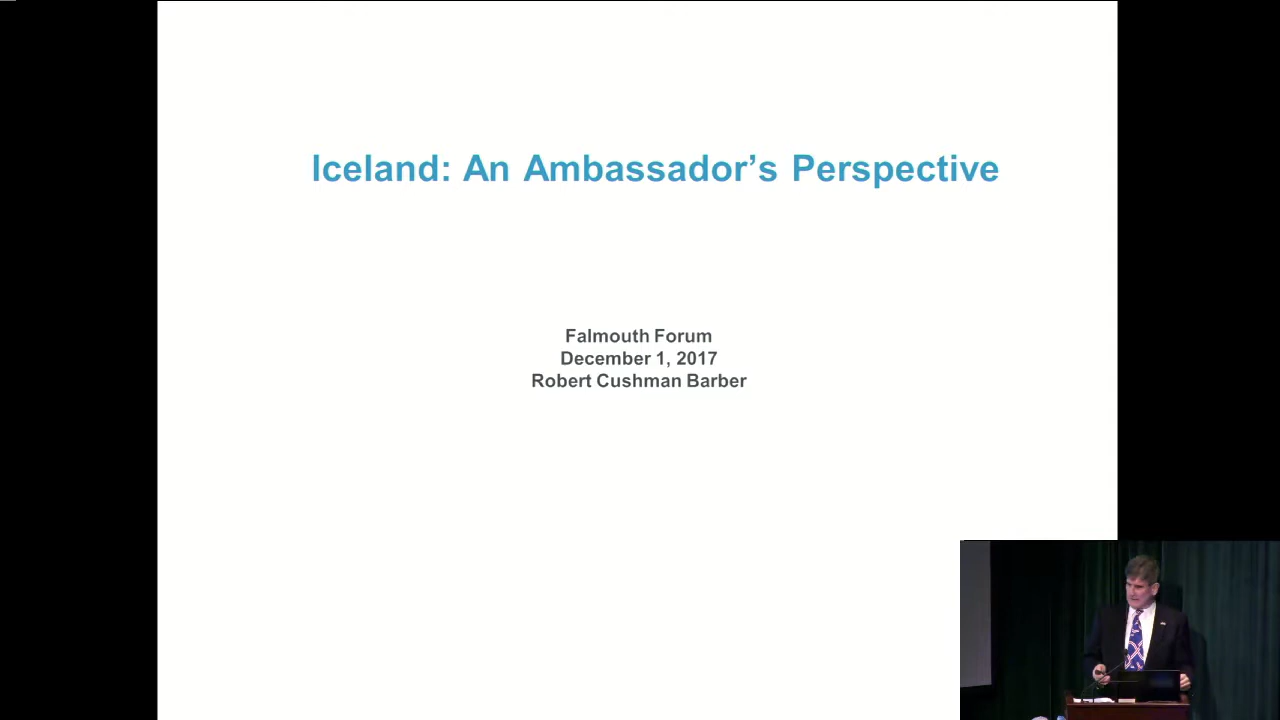 Iceland: An Ambassador’s Perspective
Falmouth Forum
December 1, 2017
Robert Cushman Barber